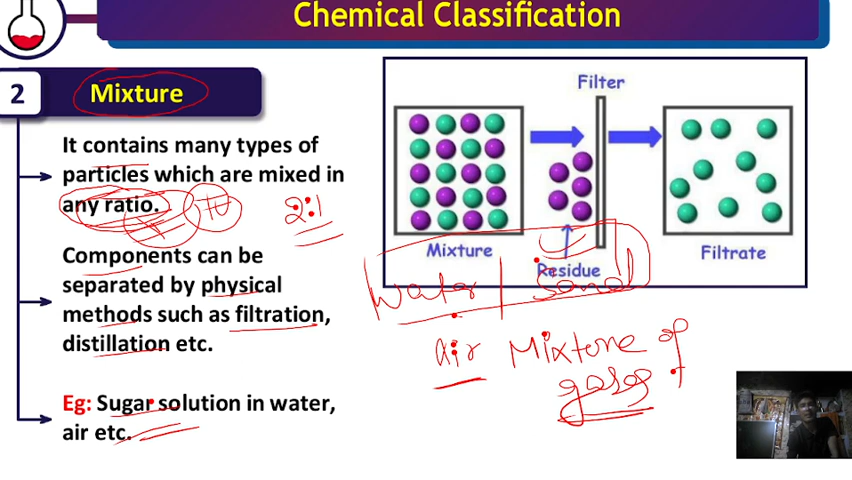 Chemical Classification
2
Mixture
It contains many types of
particles which are mixed in
any ratio.
2:1
Components can be
separated by physical
methods such as filtration,
distillation etc.
Eg: Sugar solution in water,
air etc.
Filter
Mixture
Residue
Filtrate
water | sand
air Mixture of
gases